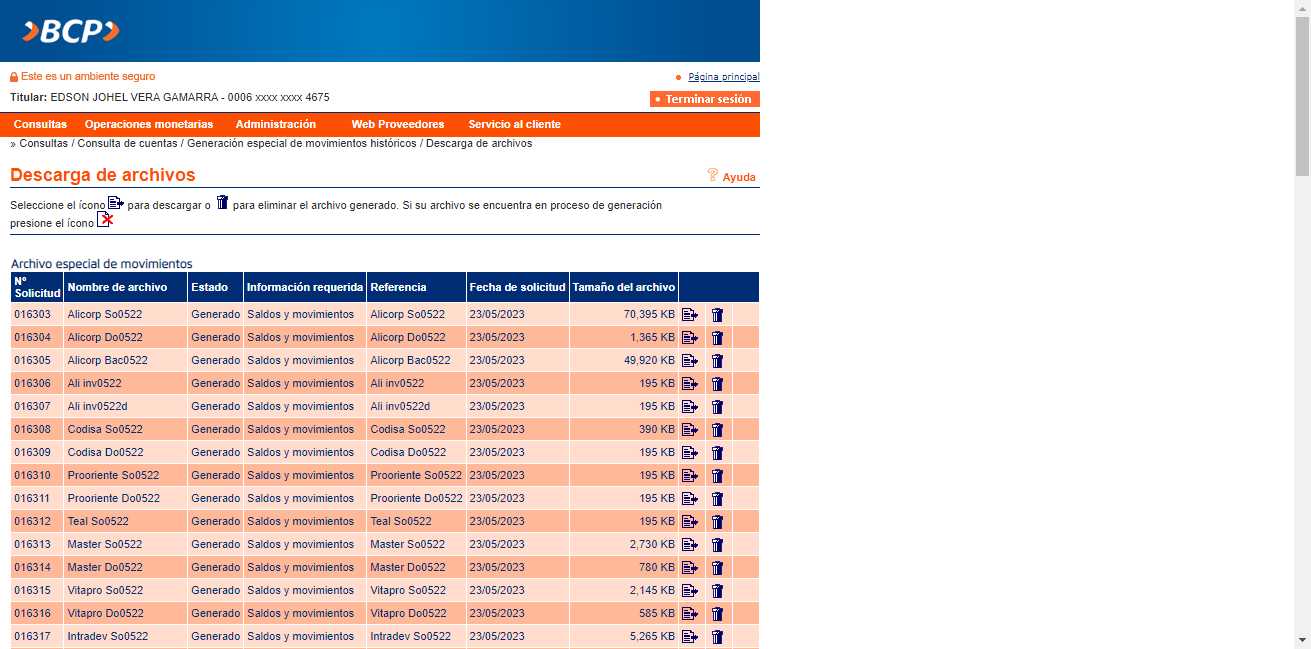 BCP
Este es un ambiente seguro
Página principal
Titular: EDSON JOHEL VERA GAMARRA - 0006 xxxx xxxx 4675
Terminar sesión
Consultas Operaciones monetarias Administración Web Proveedores Servicio al cliente
» Consultas / Consulta de cuentas / Generación especial de movimientos históricos / Descarga de archivos
Descarga de archivos
? Ayuda
Seleccione el ícono para descargar o para eliminar el archivo generado. Si su archivo se encuentra en proceso de generación
presione el ícono
Archivo especial de movimientos
Nº Solicitud Nombre de archivo Estado Información requerida Referencia Fecha de solicitud Tamaño del archivo
016303 Alicorp So0522 Generado Saldos y movimientos Alicorp So0522 23/05/2023 70,395 KB
016304 Alicorp Do0522 Generado Saldos y movimientos Alicorp Do0522 23/05/2023 1,365 KB
016305 Alicorp Bac0522 Generado Saldos y movimientos Alicorp Bac0522 23/05/2023 49,920 KB
016306 Ali inv0522 Generado Saldos y movimientos Ali inv0522 23/05/2023 195 KB
016307 Ali inv0522d Generado Saldos y movimientos Ali inv0522d 23/05/2023 195 KB
016308 Codisa So0522 Generado Saldos y movimientos Codisa So0522 23/05/2023 390 KB
016309 Codisa Do0522 Generado Saldos y movimientos Codisa Do0522 23/05/2023 195 KB
016310 Prooriente So0522 Generado Saldos y movimientos Prooriente So0522 23/05/2023 195 KB
016311 Prooriente Do0522 Generado Saldos y movimientos Prooriente Do0522 23/05/2023 195 KB
016312 Teal So0522 Generado Saldos y movimientos Teal So0522 23/05/2023 195 KB
016313 Master So0522 Generado Saldos y movimientos Master So0522 23/05/2023 2,730 KB
016314 Master Do0522 Generado Saldos y movimientos Master Do0522 23/05/2023 780 KB
016315 Vitapro So0522 Generado Saldos y movimientos Vitapro So0522 23/05/2023 2,145 KB
016316 Vitapro Do0522 Generado Saldos y movimientos Vitapro Do0522 23/05/2023 585 KB
016317 Intradev So0522 Generado Saldos y movimientos Intradev So0522 23/05/2023 5,265 KB